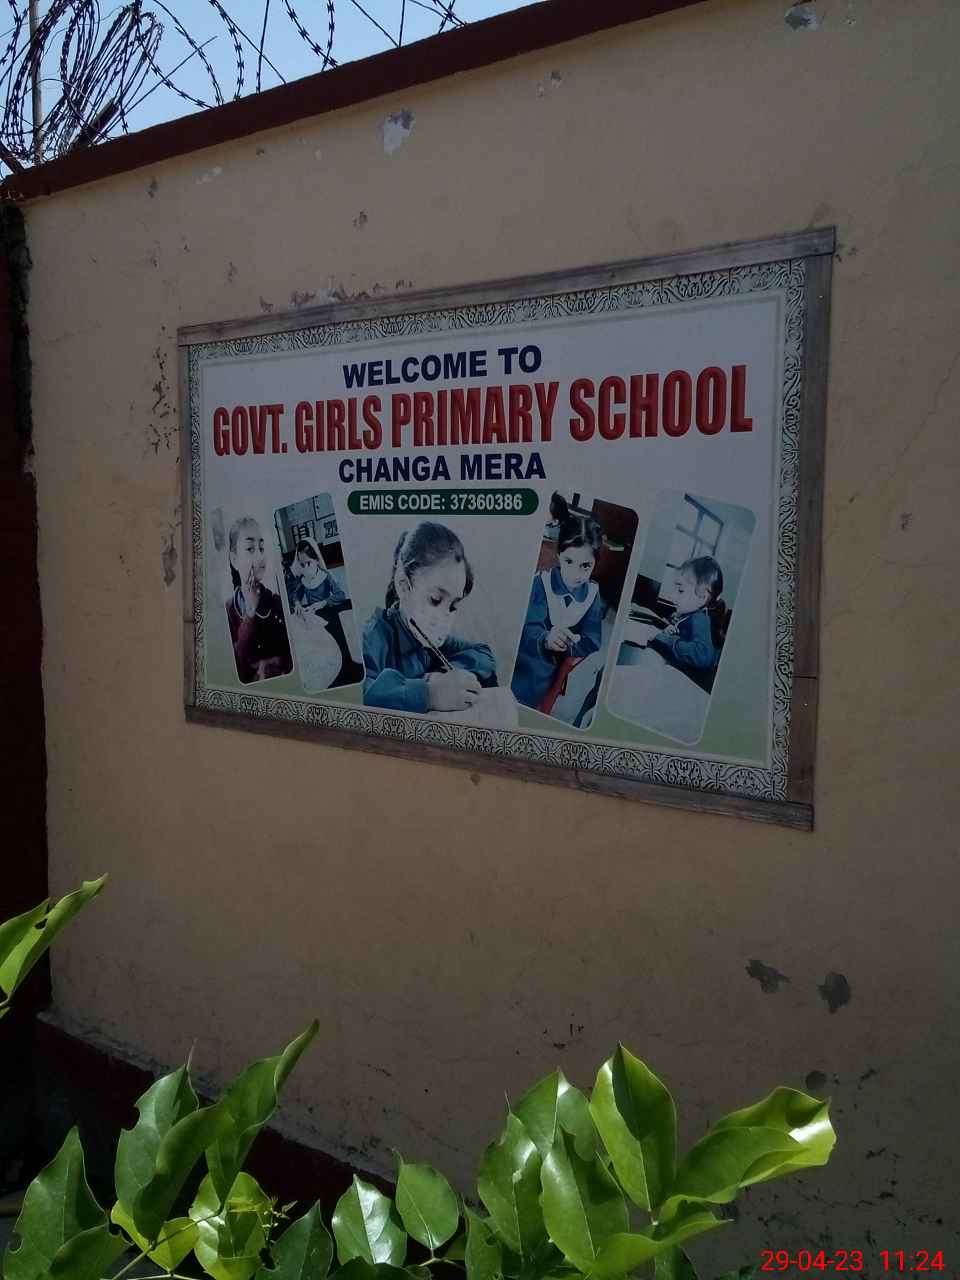 WELCOME TO
GOVT. GIRLS PRIMARY SCHOOL
CHANGA MERA
EMIS CODE: 37360386
29-04-23 11:24